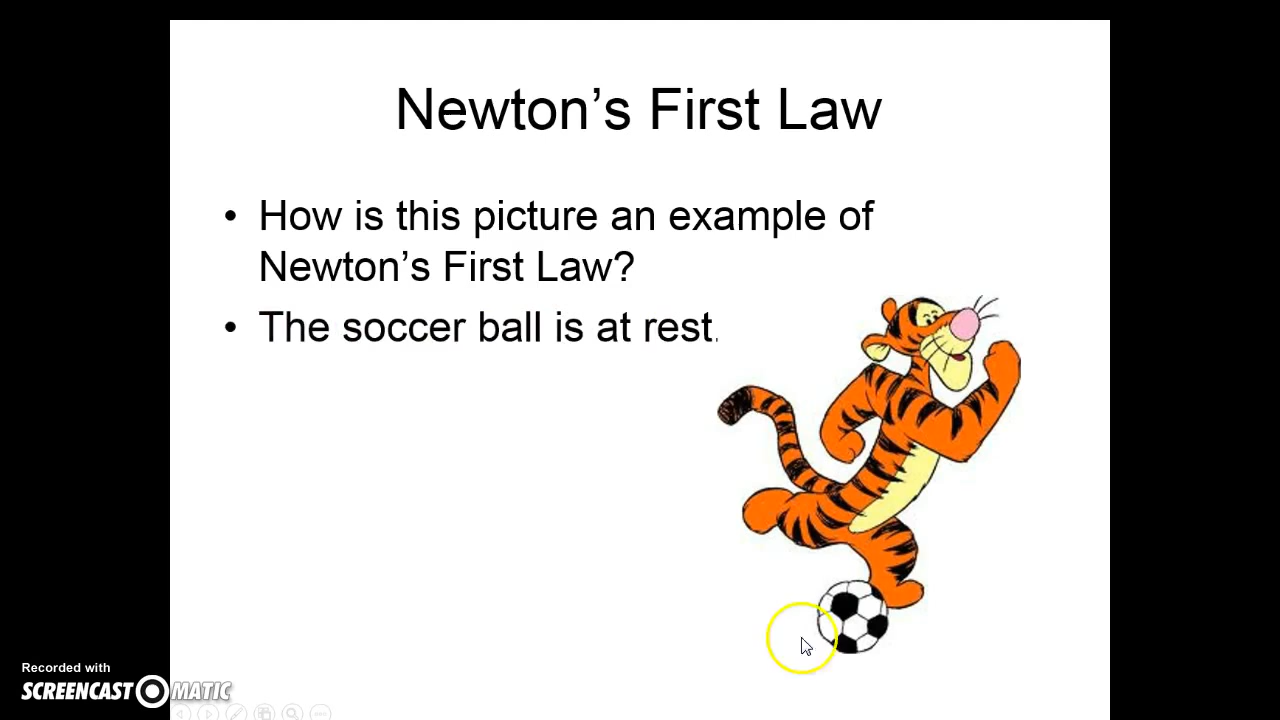 Newton’s First Law
• How is this picture an example of
Newton’s First Law?
• The soccer ball is at rest.
Recorded with
SCREENCAST MATIC